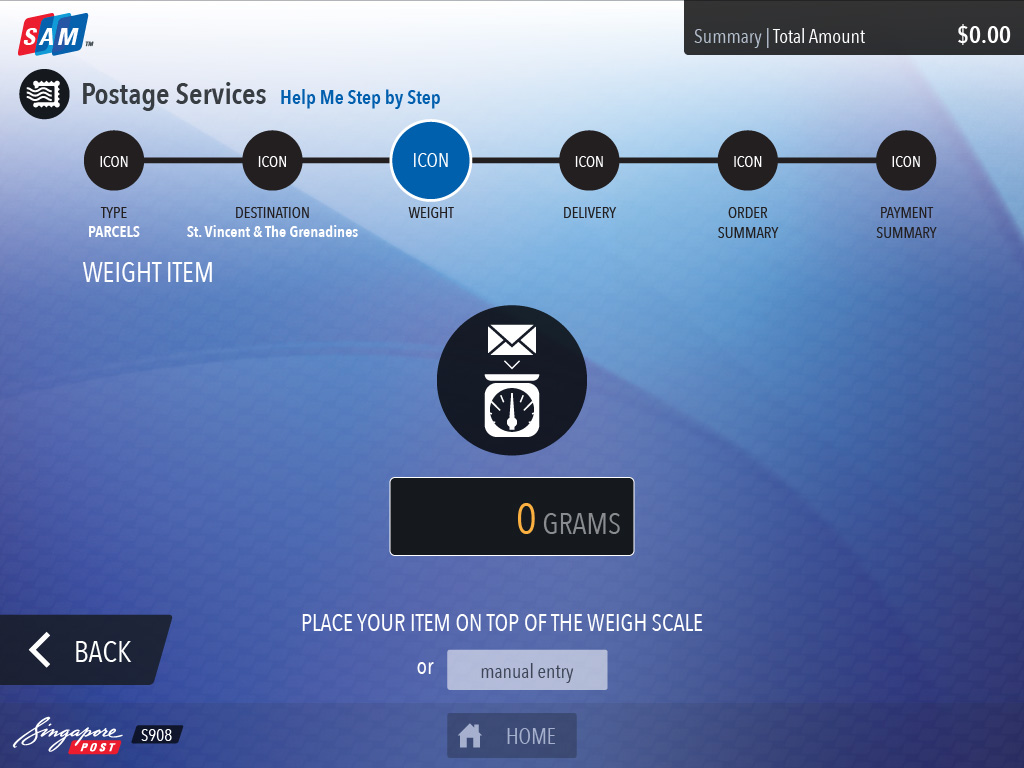 SAM TM
Summary | Total Amount $0.00
Postage Services Help Me Step by Step
ICON ICON ICON ICON ICON ICON
TYPE DESTINATION WEIGHT DELIVERY ORDER PAYMENT
SUMMARY SUMMARY
PARCELS St. Vincent & The Grenadines
WEIGHT ITEM
0 GRAMS
PLACE YOUR ITEM ON TOP OF THE WEIGH SCALE
or manual entry
BACK
Singapore
POST
S908
HOME